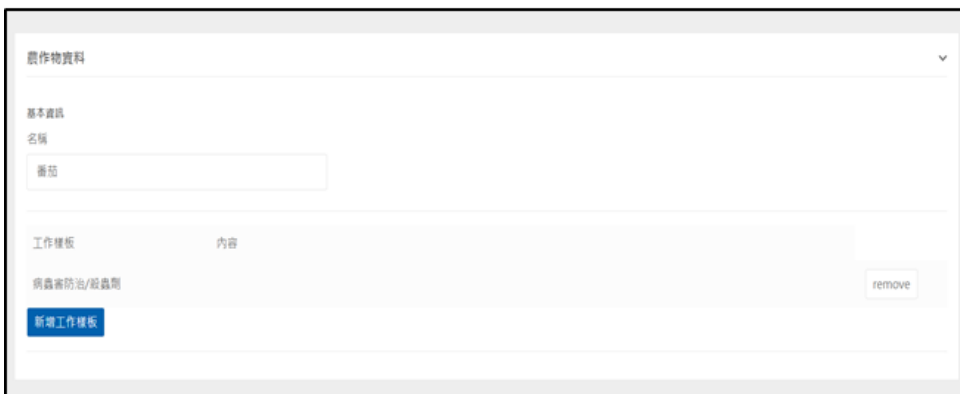 農作物資料
基本資訊
名稱
番茄
工作樣板 內容
病蟲害防治/殺蟲劑 remove
新增工作樣板